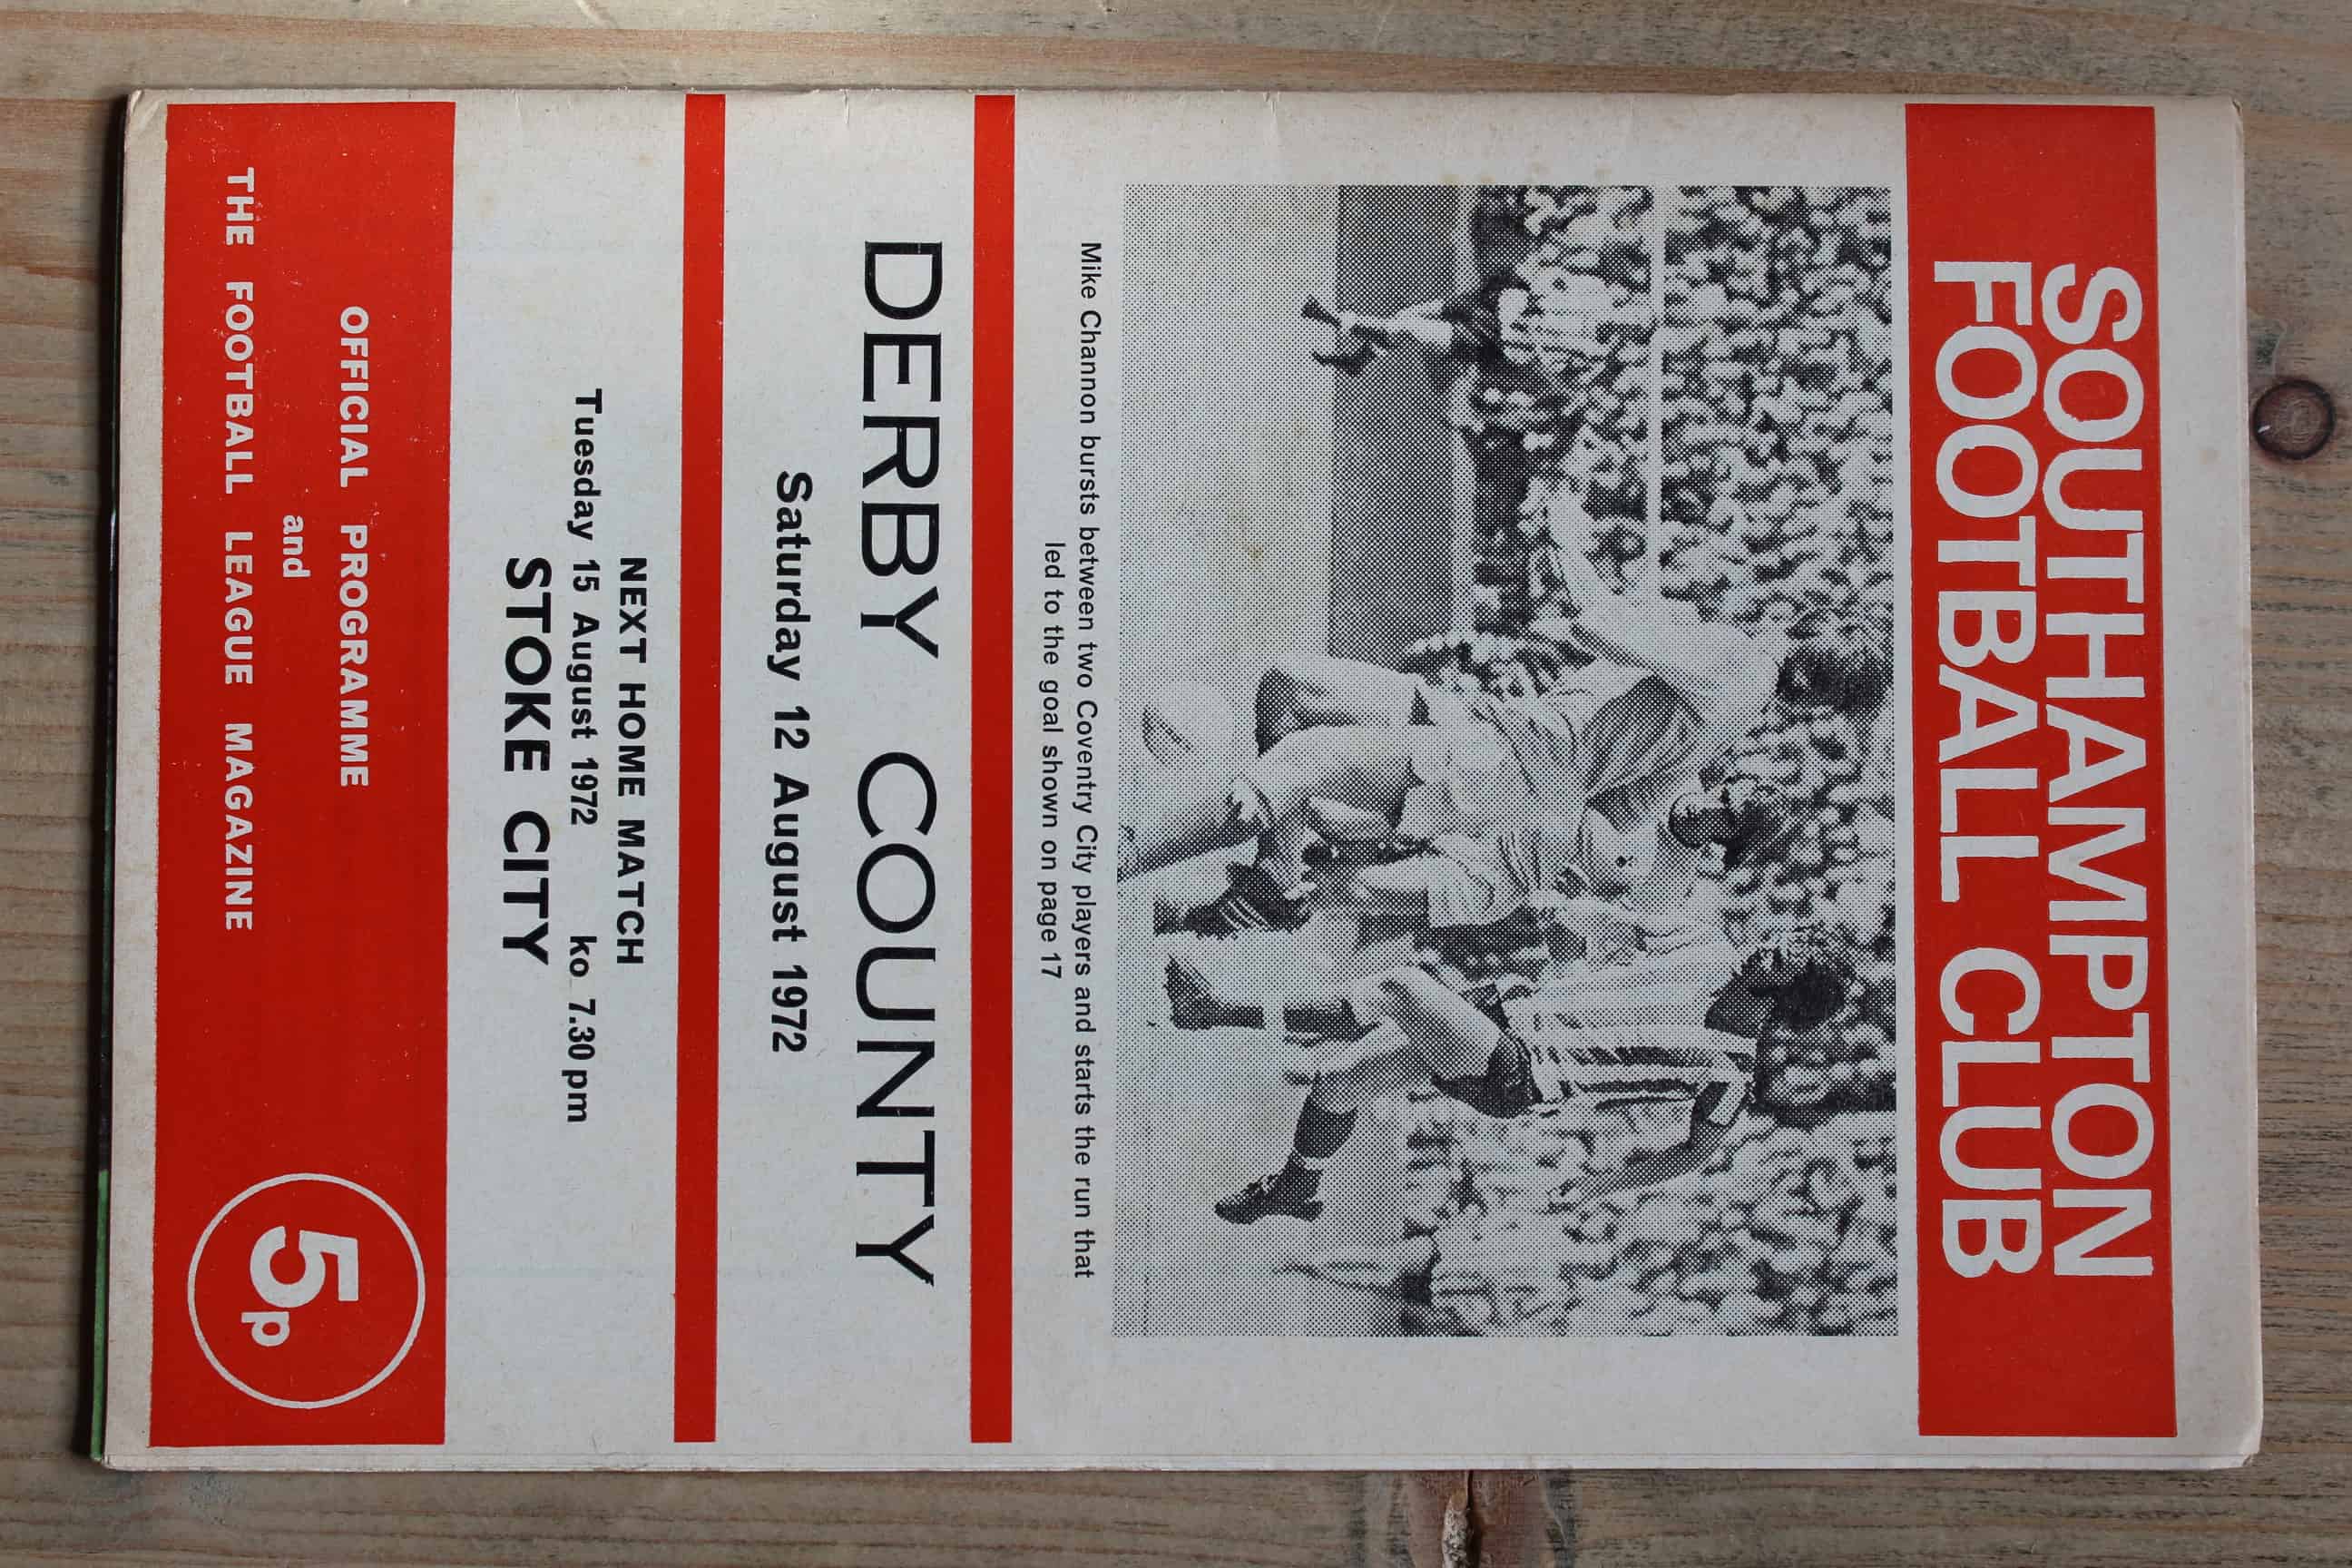 SOUTHAMPTON
FOOTBALL CLUB
Mike Channon bursts between two Coventry City players and starts the run that
led to the goal shown on page 17
DERBY COUNTY
Saturday 12 August 1972
NEXT HOME MATCH
Tuesday 15 August 1972 ko 7.30 pm
STOKE CITY
OFFICIAL PROGRAMME
and
THE FOOTBALL LEAGUE MAGAZINE
5p